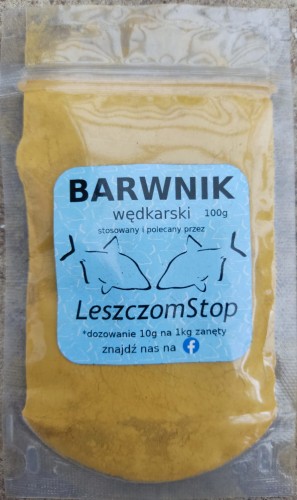 BARWNIK
wędkarski 100g
stosowany i polecany przez
LeszczomStop
*dozowanie 10g na 1kg zanęty
znajdź nas na f